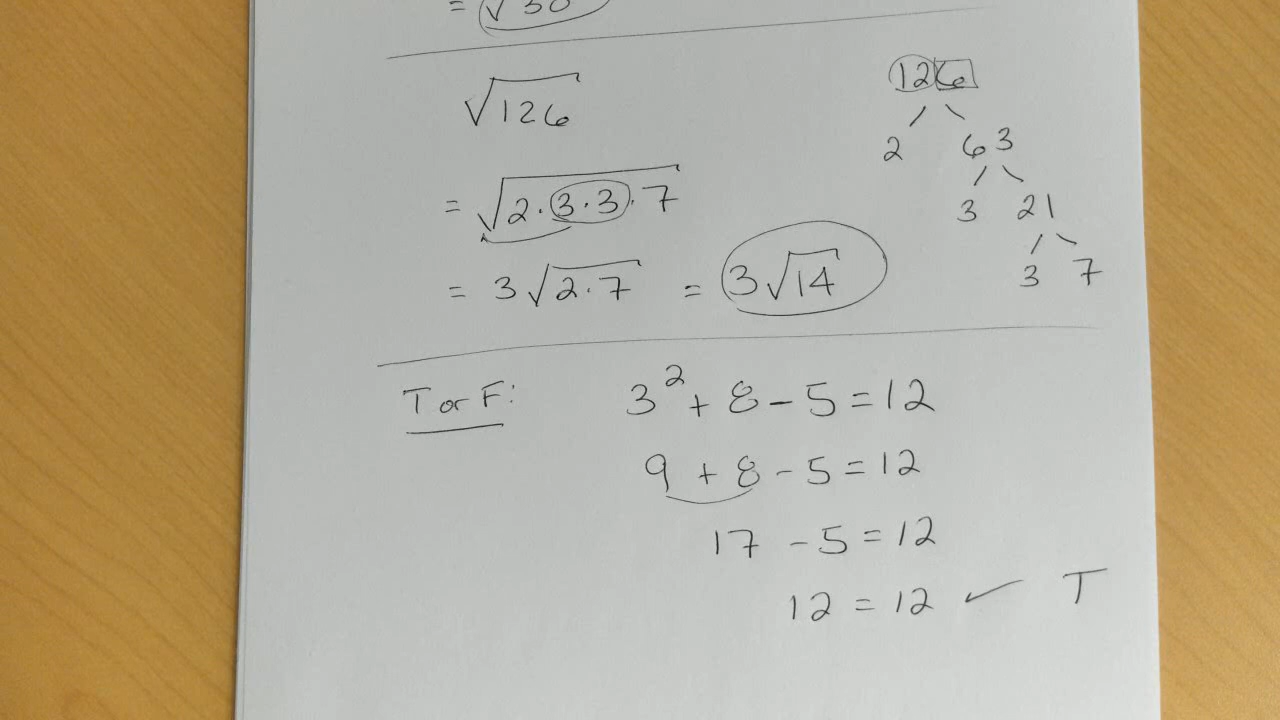 = √30
√126
= √2·3·3·7
= 3√2·7 = 3√14
126
2 63
3 21
3 7
T or F: 3² + 8 - 5 = 12
9 + 8 - 5 = 12
17 - 5 = 12
12 = 12 ✓ T